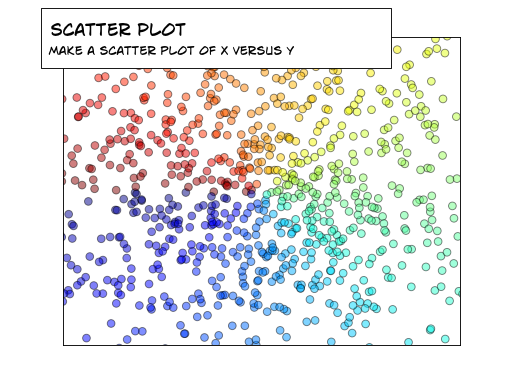 SCATTER PLOT
MAKE A SCATTER PLOT OF X VERSUS Y